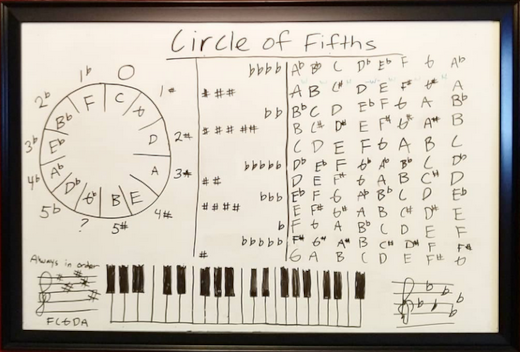 Circle of Fifths
0
1♭ 1#
2♭ 2#
3♭ 3#
4♭ 4#
5♭ 5#
?
C G D A E B G♭ D♭ A♭ E♭ B♭ F
♭♭♭♭ A♭ B♭ C D♭ E♭ F G A♭
### A B C# D E F# G# A
♭♭ B♭ C D E♭ F G A B♭
##### B C# D# E F# G# A# B
C D E F G A B C
♭♭♭♭♭ D♭ E♭ F G♭ A♭ B♭ C D♭
## D E F# G A B C# D
♭♭♭ E♭ F G A♭ B♭ C D E♭
#### E F# G# A B C# D# E
♭ F G A B♭ C D E F
♭♭♭♭♭ F# G# A# B C# D# F F#
# G A B C D E F# G
Always in order
FCGDA